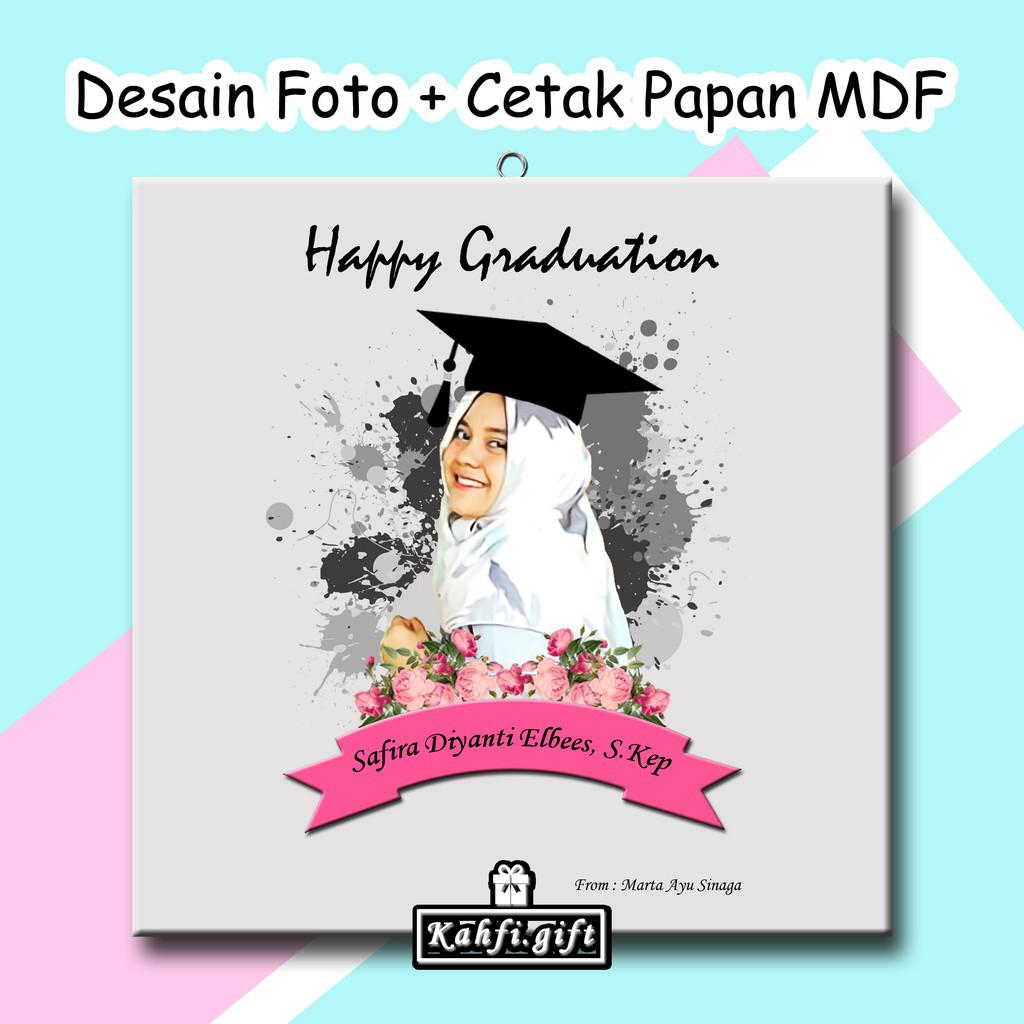 Desain Foto + Cetak Papan MDF
Happy Graduation
Safira Diyanti Elbees, S.Kep
From : Marta Ayu Sinaga
Kahfi.gift